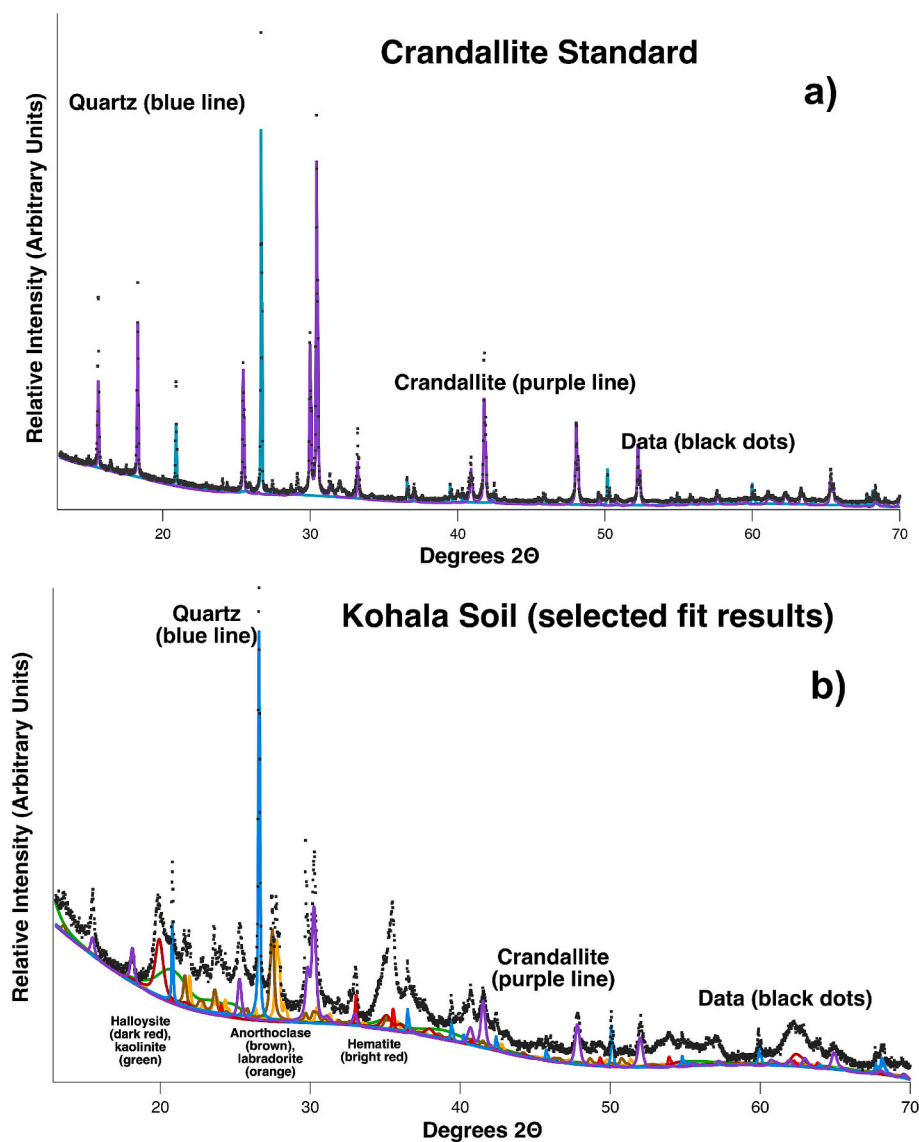 Crandallite Standard
a)
Quartz (blue line)
Relative Intensity (Arbitrary Units)
Crandallite (purple line)
Data (black dots)
20 30 40 50 60 70
Degrees 2Θ
Quartz
(blue line)
Kohala Soil (selected fit results)
b)
Relative Intensity (Arbitrary Units)
Crandallite
(purple line)
Data (black dots)
Halloysite
(dark red),
kaolinite
(green)
Anorthoclase
(brown),
labradorite
(orange)
Hematite
(bright red)
20 30 40 50 60 70
Degrees 2Θ